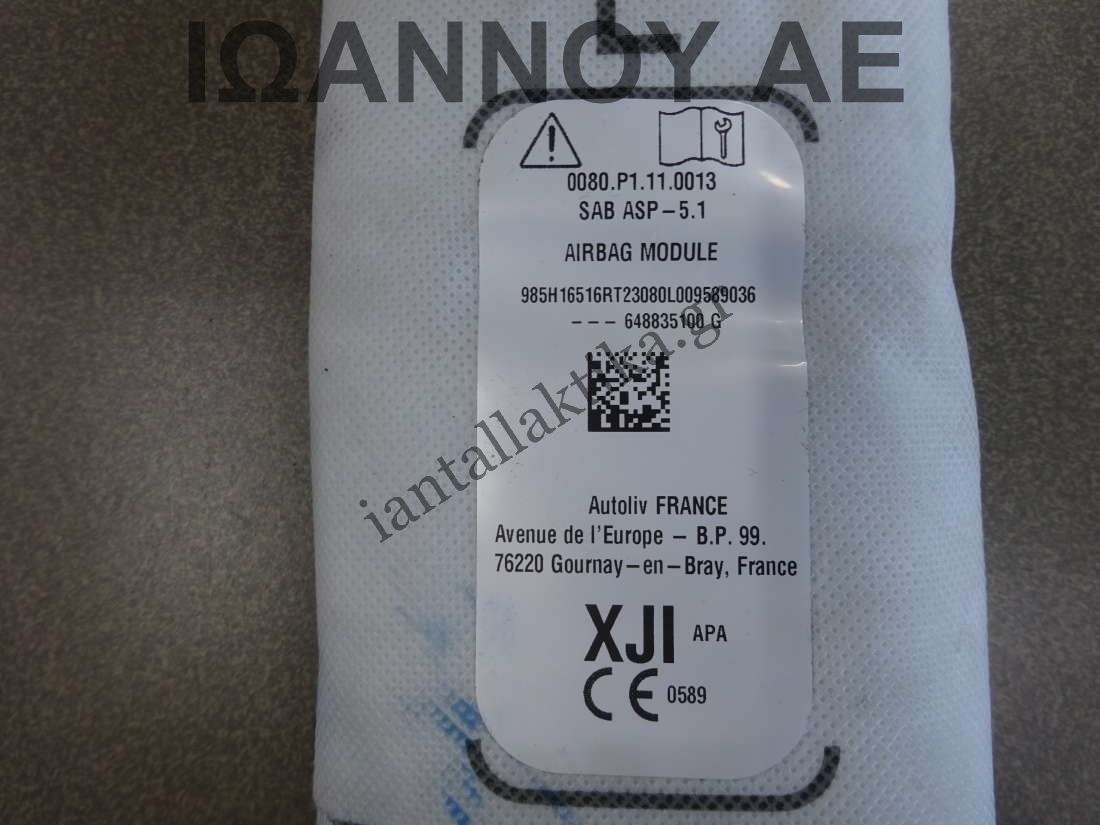 ΙΩΑΝΝΟΥ ΑΕ
L
0080.P1.11.0013
SAB ASP-5.1
AIRBAG MODULE
985H16516RT23080L009589036
--- 648835100 G
iantallaktika.gr
Autoliv FRANCE
Avenue de l'Europe - B.P. 99.
76220 Gournay-en-Bray, France
XJI APA
CE 0589